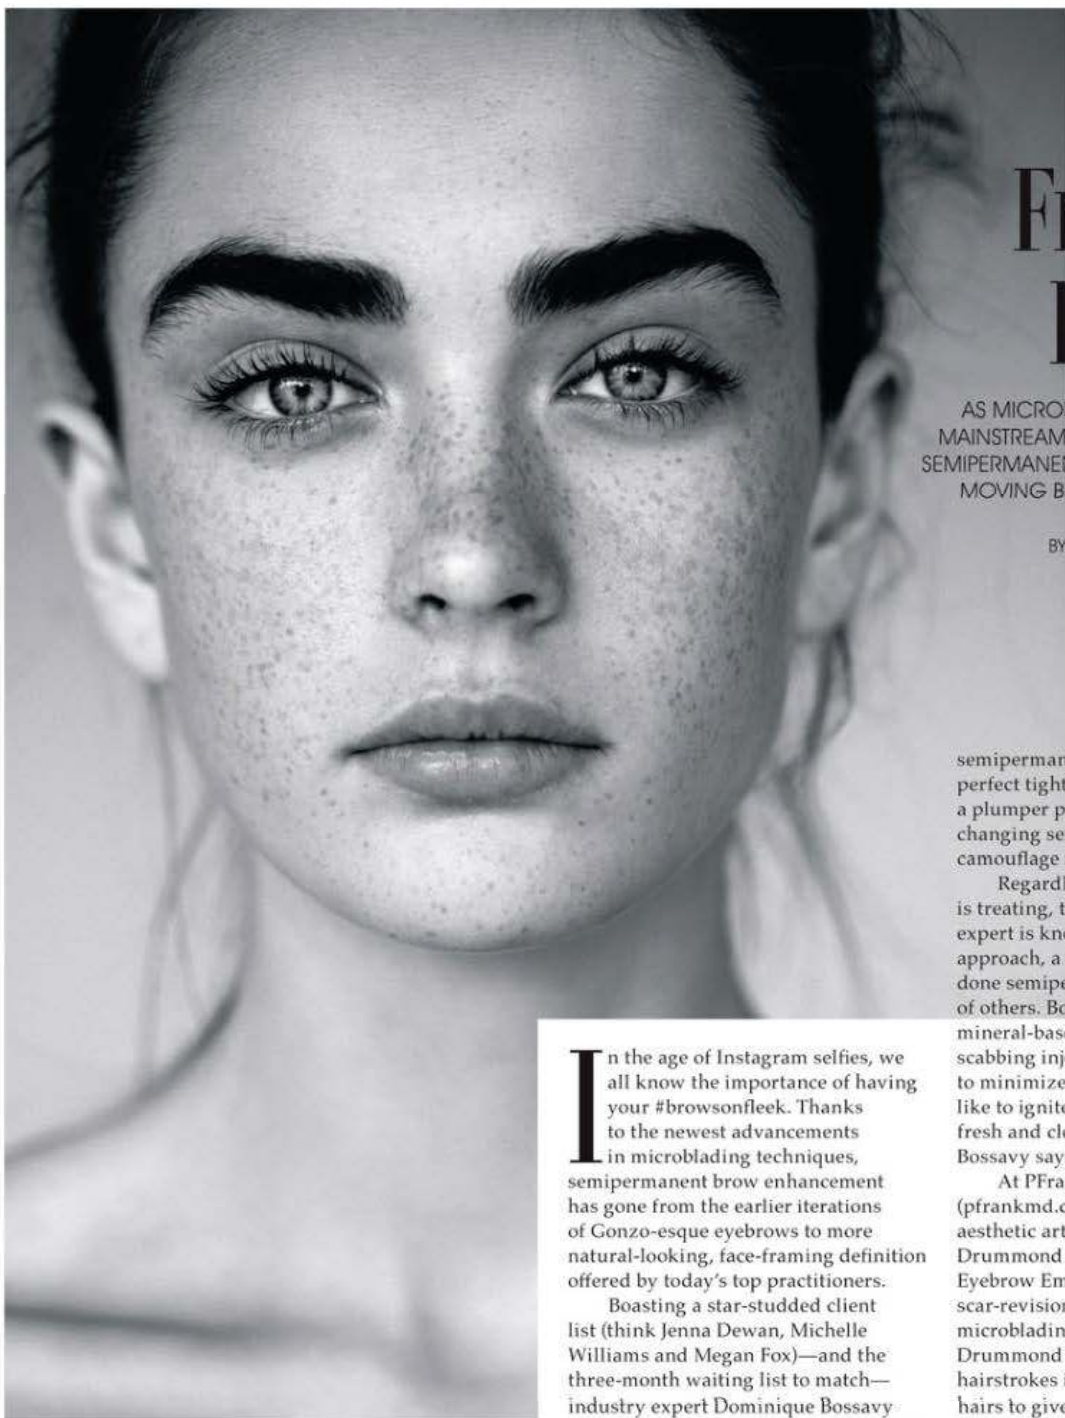 AS MICRO
MAINSTREAM
SEMIPERMANE
MOVING B
BY
In the age of Instagram selfies, we
all know the importance of having
your #browsonfleek. Thanks
to the newest advancements
in microblading techniques,
semipermanent brow enhancement
has gone from the earlier iterations
of Gonzo-esque eyebrows to more
natural-looking, face-framing definition
offered by today's top practitioners.
Boasting a star-studded client
list (think Jenna Dewan, Michelle
Williams and Megan Fox)—and the
three-month waiting list to match—
industry expert Dominique Bossavy
semiperman
perfect tight
a plumper p
changing se
camouflage
Regardl
is treating, t
expert is kno
approach, a
done semipe
of others. Bo
mineral-base
scabbing inj
to minimize
like to ignite
fresh and cle
Bossavy say
At PFra
(pfrankmd.c
aesthetic art
Drummond
Eyebrow Em
scar-revision
microbladin
Drummond
hairstrokes i
hairs to give